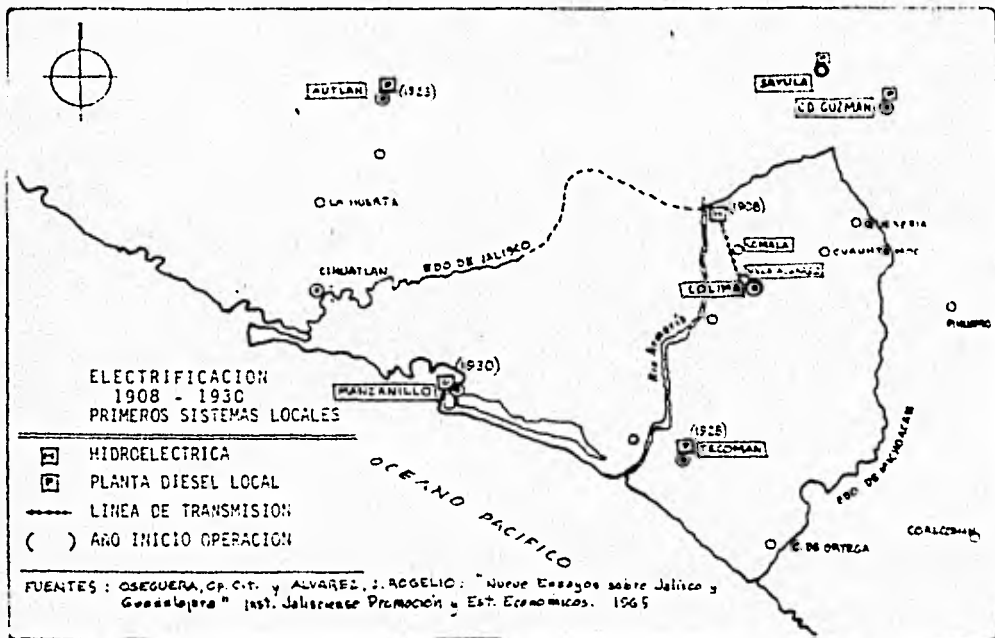 AUTLAN
(1923)
SAYULA
CD. GUZMAN
LA HUERTA
(1908)
COMALA
CUAUHTEMOC
CIHUATLAN
EDO DE JALISCO
COLIMA
Rio Armeria
(1930)
MANZANILLO
(1928)
TECOMAN
EDO. DE MICHOACAN
COALCOMAN
C. DE ORTEGA
OCEANO PACIFICO
ELECTRIFICACION
1908 - 1930
PRIMEROS SISTEMAS LOCALES
H HIDROELECTRICA
P PLANTA DIESEL LOCAL
LINEA DE TRANSMISION
( ) AÑO INICIO OPERACION
FUENTES : OSEGUERA, OP. Cit. y ALVAREZ, J. ROGELIO: "Nueve Ensayos sobre Jalisco y
Guadalajara" Inst. Jalisciense Promoción y Est. Económicos. 1965